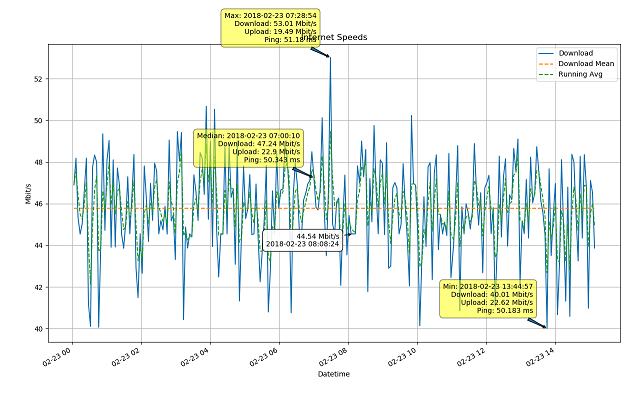 Max: 2018-02-23 07:28:54
Download: 53.01 Mbit/s
Upload: 19.49 Mbit/s
Ping: 51.18 ms
Internet Speeds
Download
Download Mean
Running Avg
Median: 2018-02-23 07:00:10
Download: 47.24 Mbit/s
Upload: 22.9 Mbit/s
Ping: 50.343 ms
44.54 Mbit/s
2018-02-23 08:08:24
Min: 2018-02-23 13:44:57
Download: 40.01 Mbit/s
Upload: 22.62 Mbit/s
Ping: 50.183 ms
Mbit/s
52
50
48
46
44
42
40
02-23 00
02-23 02
02-23 04
02-23 06
02-23 08
02-23 10
02-23 12
02-23 14
Datetime